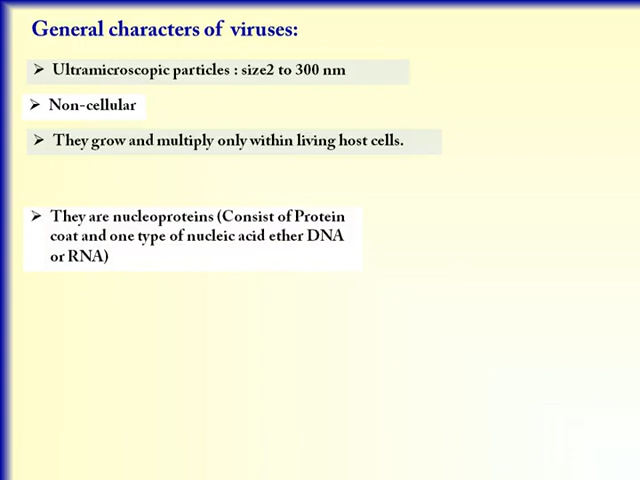 General characters of viruses:
➢ Ultramicroscopic particles : size2 to 300 nm
➢ Non-cellular
➢ They grow and multiply only within living host cells.
➢ They are nucleoproteins (Consist of Protein
coat and one type of nucleic acid ether DNA
or RNA)